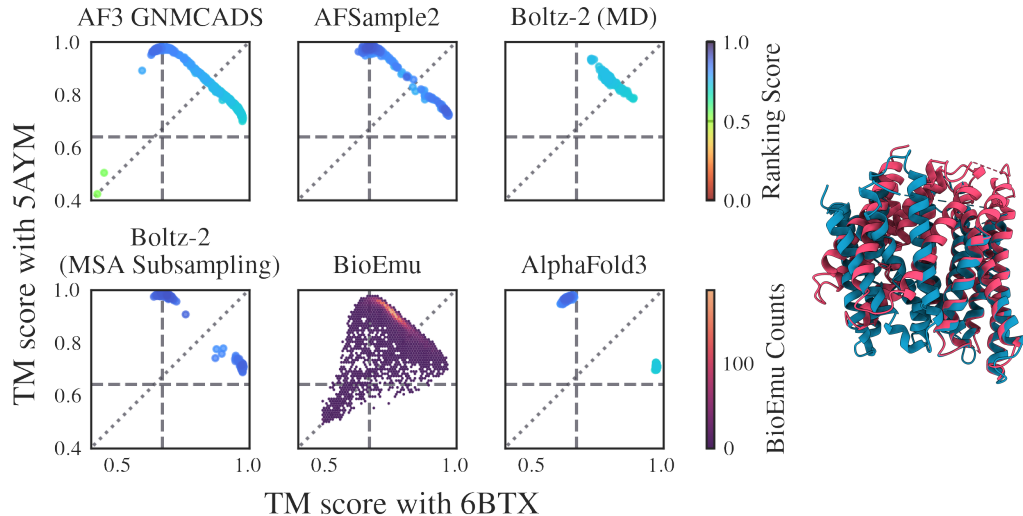 AF3 GNMCADS
AFSample2
Boltz-2 (MD)
1.0
0.8
0.6
0.4
1.0
0.5
0.0
Ranking Score
TM score with 5AYM
Boltz-2
(MSA Subsampling)
BioEmu
AlphaFold3
1.0
0.8
0.6
0.4
0.5
1.0
0.5
1.0
0.5
1.0
100
0
BioEmu Counts
TM score with 6BTX